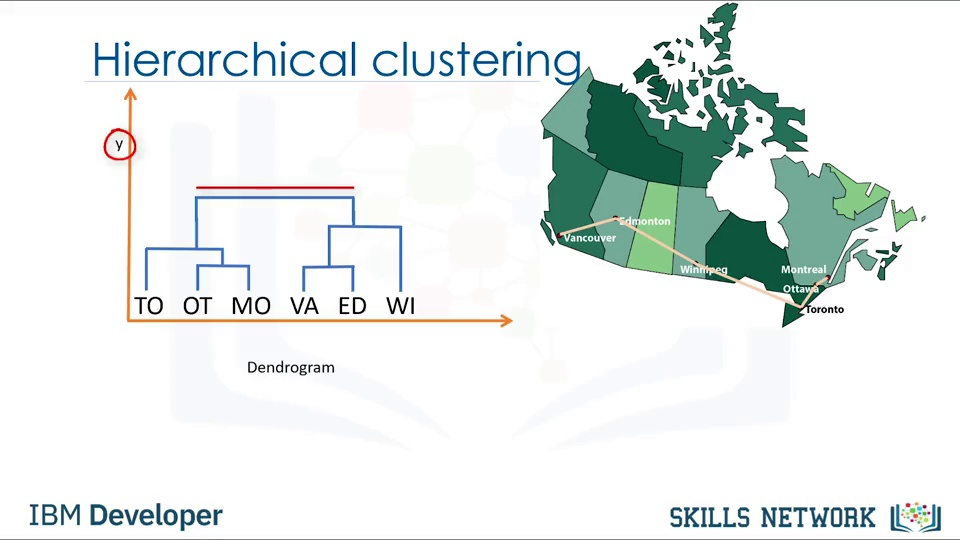 Hierarchical clustering
y
TO OT MO VA ED WI
Dendrogram
Edmonton
Vancouver
Winnipeg
Montreal
Ottawa
Toronto
IBM Developer
SKILLS NETWORK